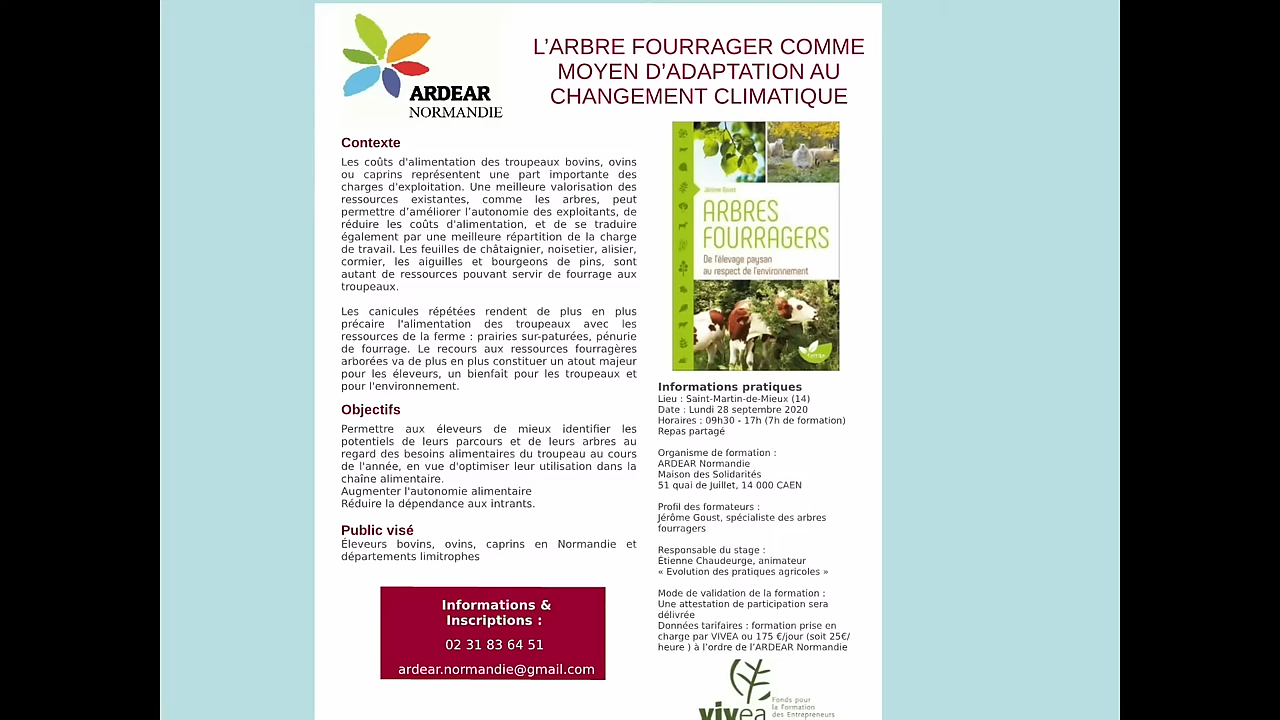 ARDEAR
NORMANDIE
L'ARBRE FOURRAGER COMME
MOYEN D'ADAPTATION AU
CHANGEMENT CLIMATIQUE
Contexte
Les coûts d'alimentation des troupeaux bovins, ovins
ou caprins représentent une part importante des
charges d'exploitation. Une meilleure valorisation des
ressources existantes, comme les arbres, peut
permettre d'améliorer l'autonomie des exploitants, de
réduire les coûts d'alimentation, et de se traduire
également par une meilleure répartition de la charge
de travail. Les feuilles de châtaignier, noisetier, alisier,
cormier, les aiguilles et bourgeons de pins, sont
autant de ressources pouvant servir de fourrage aux
troupeaux.
Les canicules répétées rendent de plus en plus
précaire l'alimentation des troupeaux avec les
ressources de la ferme : prairies sur-paturées, pénurie
de fourrage. Le recours aux ressources fourragères
arborées va de plus en plus constituer un atout majeur
pour les éleveurs, un bienfait pour les troupeaux et
pour l'environnement.
Objectifs
Permettre aux éleveurs de mieux identifier les
potentiels de leurs parcours et de leurs arbres au
regard des besoins alimentaires du troupeau au cours
de l'année, en vue d'optimiser leur utilisation dans la
chaîne alimentaire.
Augmenter l'autonomie alimentaire
Réduire la dépendance aux intrants.
Public visé
Éleveurs bovins, ovins, caprins en Normandie et
départements limitrophes
Informations &
Inscriptions :
02 31 83 64 51
ardear.normandie@gmail.com
Jérôme Goust
ARBRES
FOURRAGERS
De l'élevage paysan
au respect de l'environnement
Informations pratiques
Lieu : Saint-Martin-de-Mieux (14)
Date : Lundi 28 septembre 2020
Horaires : 09h30 - 17h (7h de formation)
Repas partagé
Organisme de formation :
ARDEAR Normandie
Maison des Solidarités
51 quai de Juillet, 14 000 CAEN
Profil des formateurs :
Jérôme Goust, spécialiste des arbres
fourragers
Responsable du stage :
Étienne Chaudeurge, animateur
« Evolution des pratiques agricoles »
Mode de validation de la formation :
Une attestation de participation sera
délivrée
Données tarifaires : formation prise en
charge par VIVEA ou 175 €/jour (soit 25€/
heure ) à l'ordre de l'ARDEAR Normandie
vivea
Fonds pour
la Formation
des Entrepreneurs